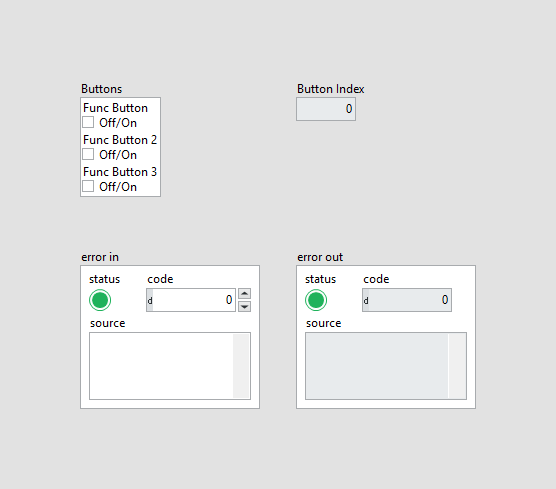 Buttons
Button Index
Func Button
0
Off/On
Func Button 2
Off/On
Func Button 3
Off/On
error in
error out
status code
status code
d 0
d 0
source
source